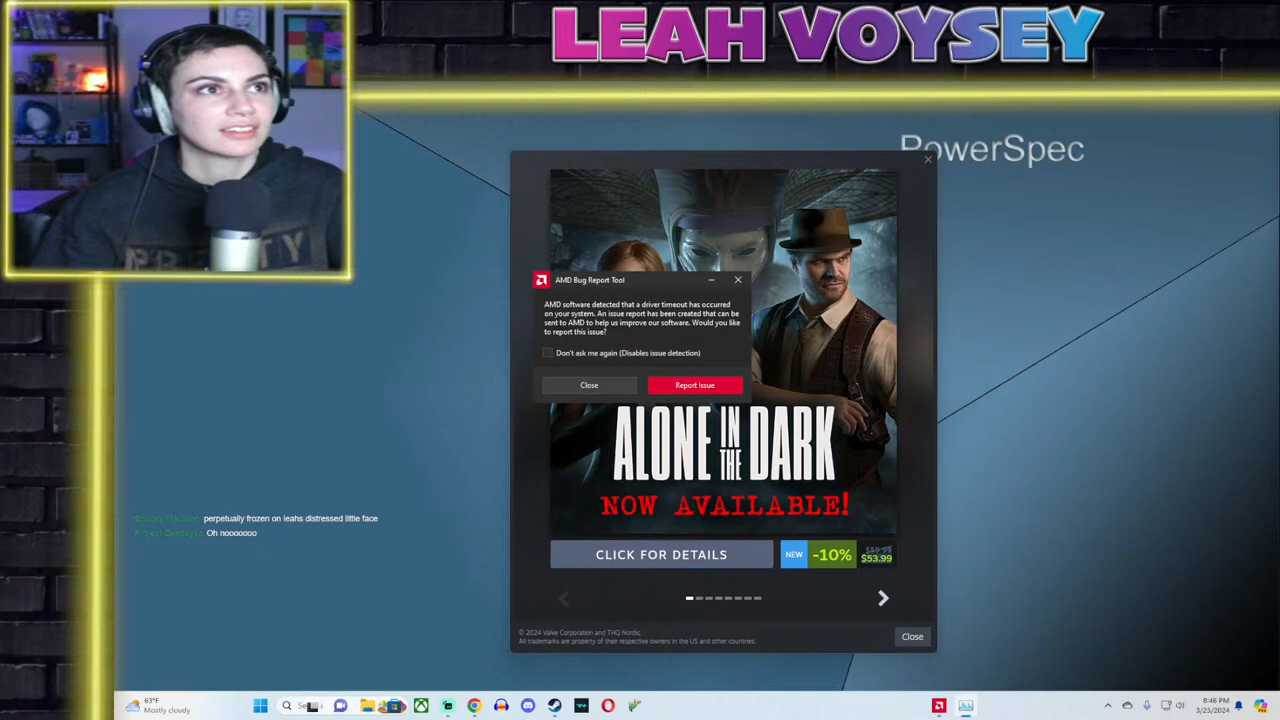 LEAH VOYSEY
PowerSpec
AMD Bug Report Tool
AMD software detected that a driver timeout has occurred
on your system. An issue report has been created that can be
sent to AMD to help us improve our software. Would you like
to report this issue?
Don't ask me again (Disables issue detection)
Close
Report Issue
ALONE IN THE DARK
NOW AVAILABLE!
CLICK FOR DETAILS
NEW
-10%
$59.99
$53.99
perpetually frozen on leahs distressed little face
Oh nooooooo
© 2024 Valve Corporation and THQ Nordic.
All trademarks are property of their respective owners in the US and other countries.
Close
63°F
Mostly cloudy
8:46 PM
3/25/2024